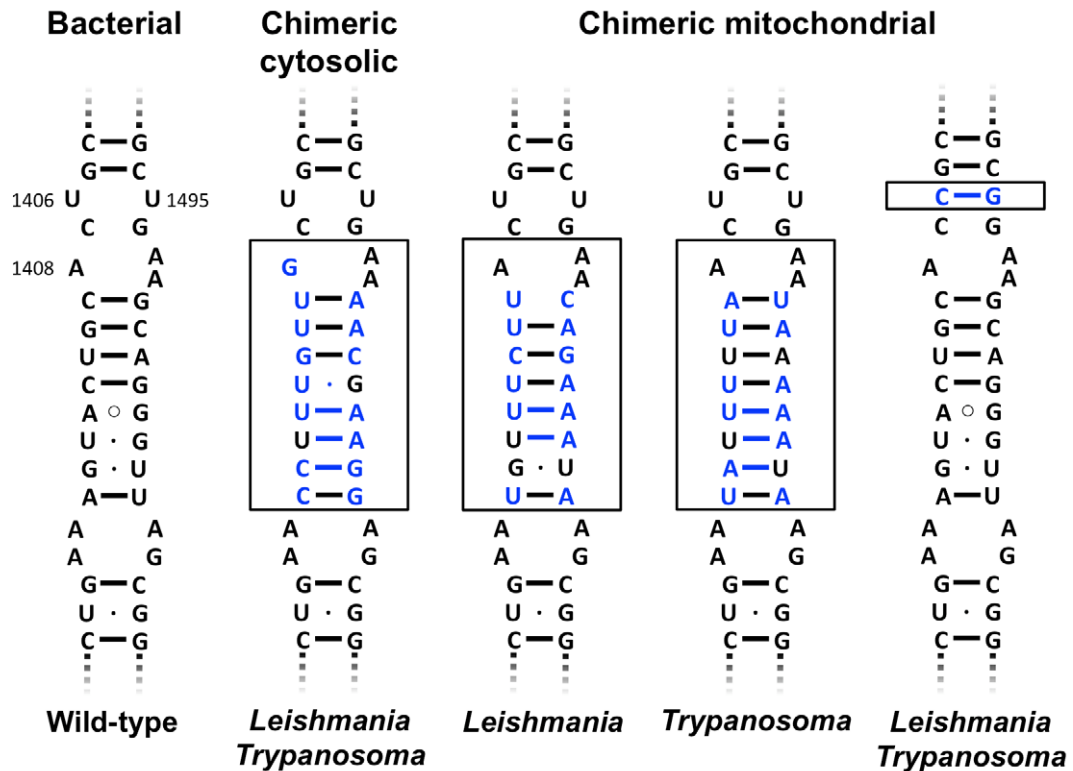 Bacterial
Chimeric
cytosolic
Chimeric mitochondrial
C G
G C
1406 U U 1495
C G
1408 A A
A
C G
G C
U A
C G
A G
U G
G U
A U
A A
A G
G C
U · G
C G
Wild-type
C G
G C
U U
C G
G A
A
U A
U A
G C
U · G
U A
U A
C G
C G
A A
A G
G C
U · G
C G
Leishmania
Trypanosoma
C G
G C
U U
C G
A A
A
U C
U A
C G
U A
U A
U A
G · U
U A
A A
A G
G C
U · G
C G
Leishmania
C G
G C
U U
C G
A A
A
A U
U A
U A
U A
U A
U A
A U
U A
A A
A G
G C
U · G
C G
Trypanosoma
C G
G C
C G
C G
A A
A
C G
G C
U A
C G
A G
U · G
G · U
A U
A A
A G
G C
U · G
C G
Leishmania
Trypanosoma